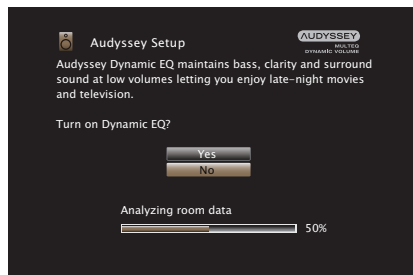 Audyssey Setup
AUDYSSEY
MULTEQ
DYNAMIC VOLUME
Audyssey Dynamic EQ maintains bass, clarity and surround
sound at low volumes letting you enjoy late-night movies
and television.
Turn on Dynamic EQ?
Yes
No
Analyzing room data
50%